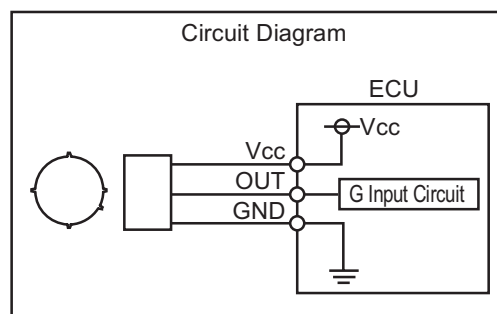 Circuit Diagram
ECU
Vcc
Vcc
OUT
G Input Circuit
GND